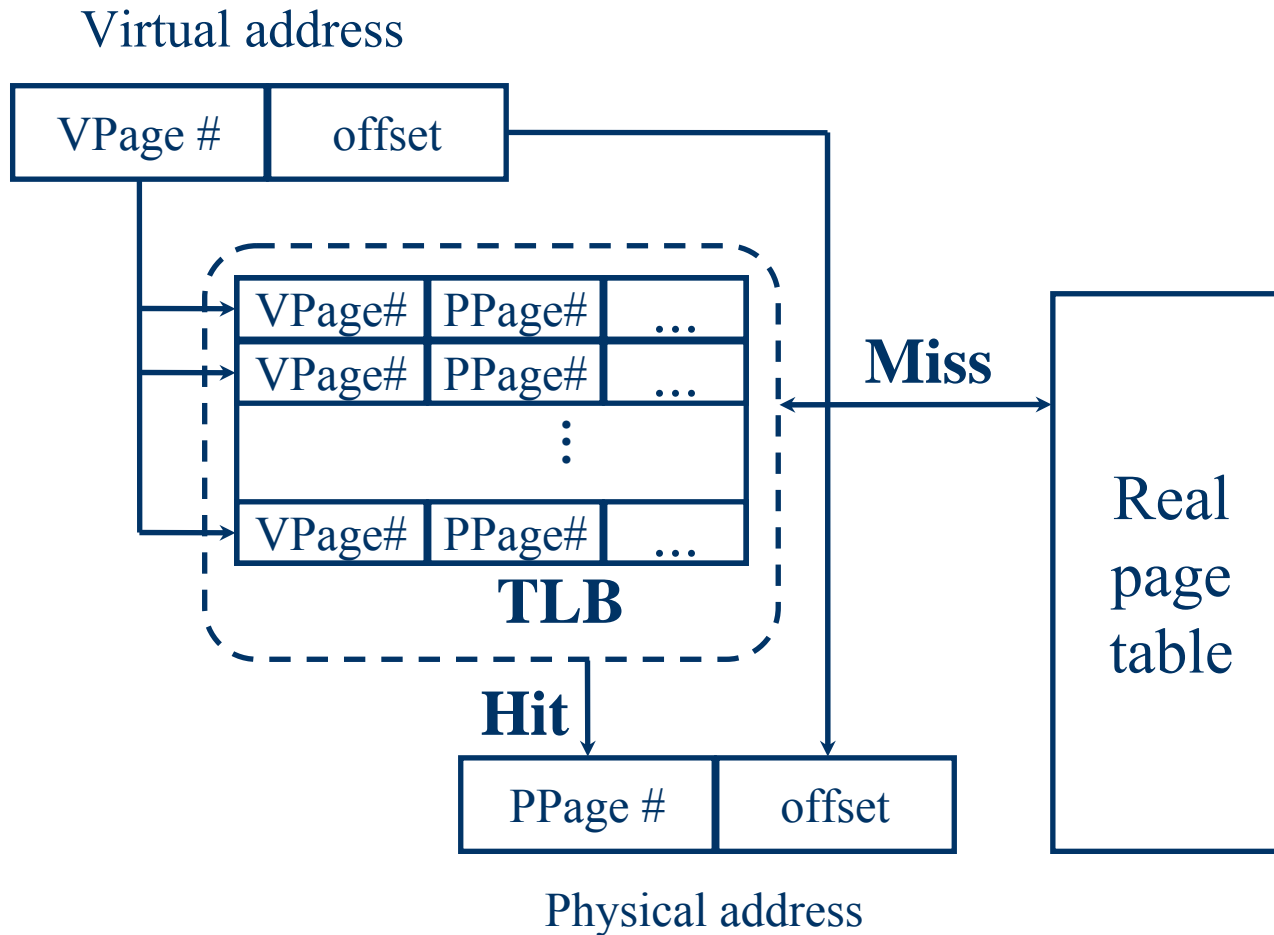 Virtual address
VPage # offset
VPage# PPage# ...
VPage# PPage# ...
Miss
⋮
Real
page
table
VPage# PPage# ...
TLB
Hit
PPage # offset
Physical address